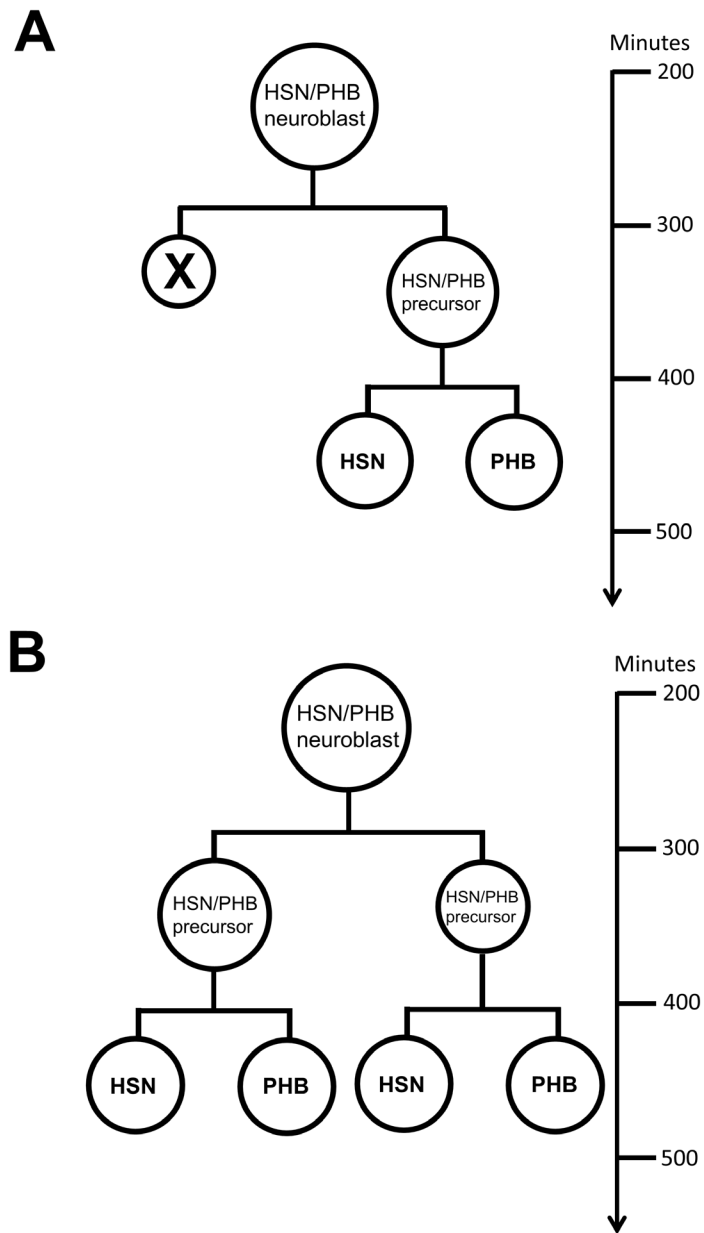 A
Minutes
HSN/PHB
neuroblast
200
300
X
HSN/PHB
precursor
400
HSN
PHB
500
B
Minutes
HSN/PHB
neuroblast
200
300
HSN/PHB
precursor
HSN/PHB
precursor
400
HSN
PHB
HSN
PHB
500